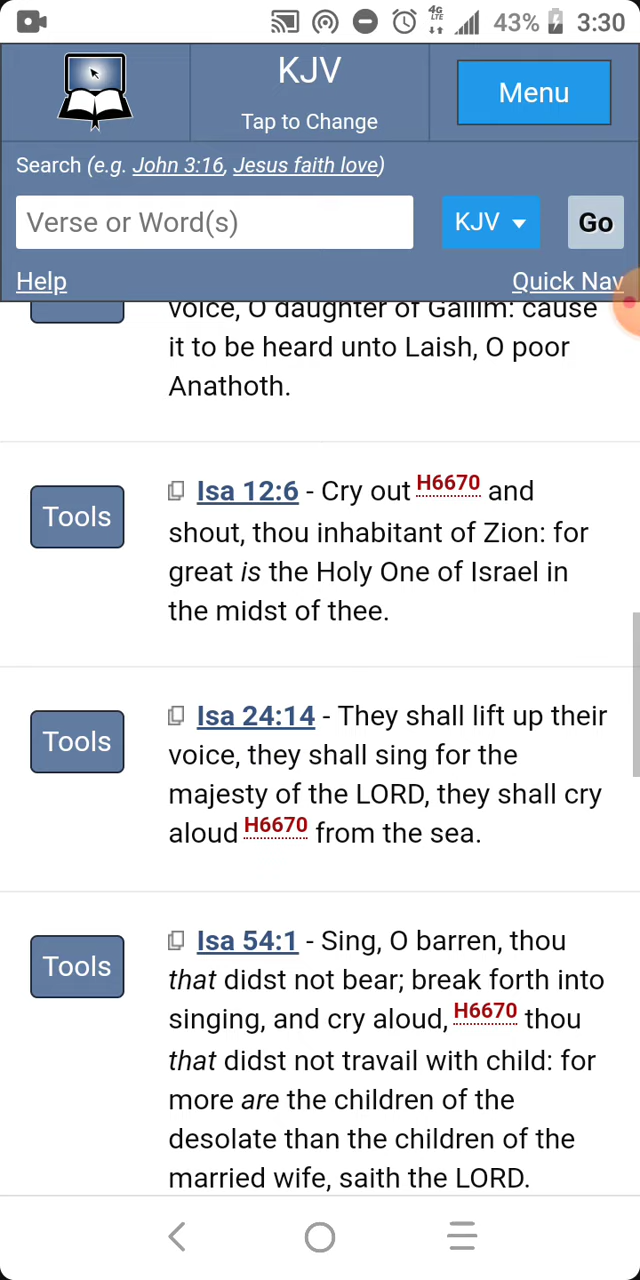 4G
LTE
43%
3:30
KJV
Tap to Change
Menu
Search (e.g. John 3:16, Jesus faith love)
Verse or Word(s)
KJV
Go
Help
Quick Nav
voice, O daughter of Gallim: cause
it to be heard unto Laish, O poor
Anathoth.
Tools
Isa 12:6 - Cry out H6670 and
shout, thou inhabitant of Zion: for
great is the Holy One of Israel in
the midst of thee.
Tools
Isa 24:14 - They shall lift up their
voice, they shall sing for the
majesty of the LORD, they shall cry
aloud H6670 from the sea.
Tools
Isa 54:1 - Sing, O barren, thou
that didst not bear; break forth into
singing, and cry aloud, H6670 thou
that didst not travail with child: for
more are the children of the
desolate than the children of the
married wife, saith the LORD.